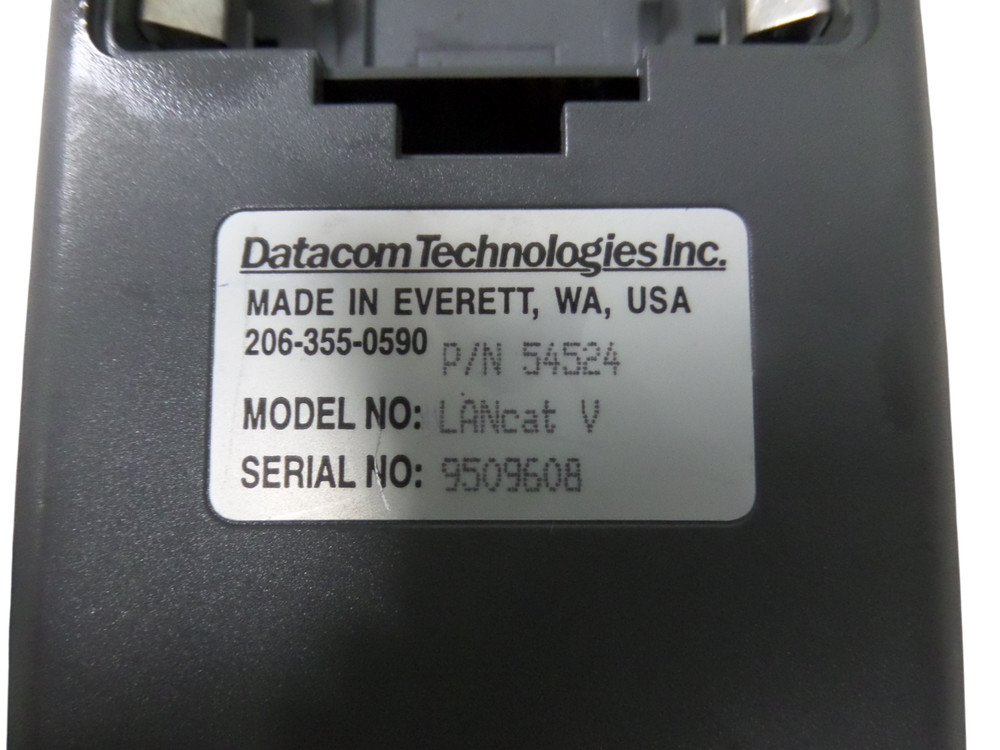 Datacom Technologies Inc.
MADE IN EVERETT, WA, USA
206-355-0590 P/N 54524
MODEL NO: LANcat V
SERIAL NO: 9509608